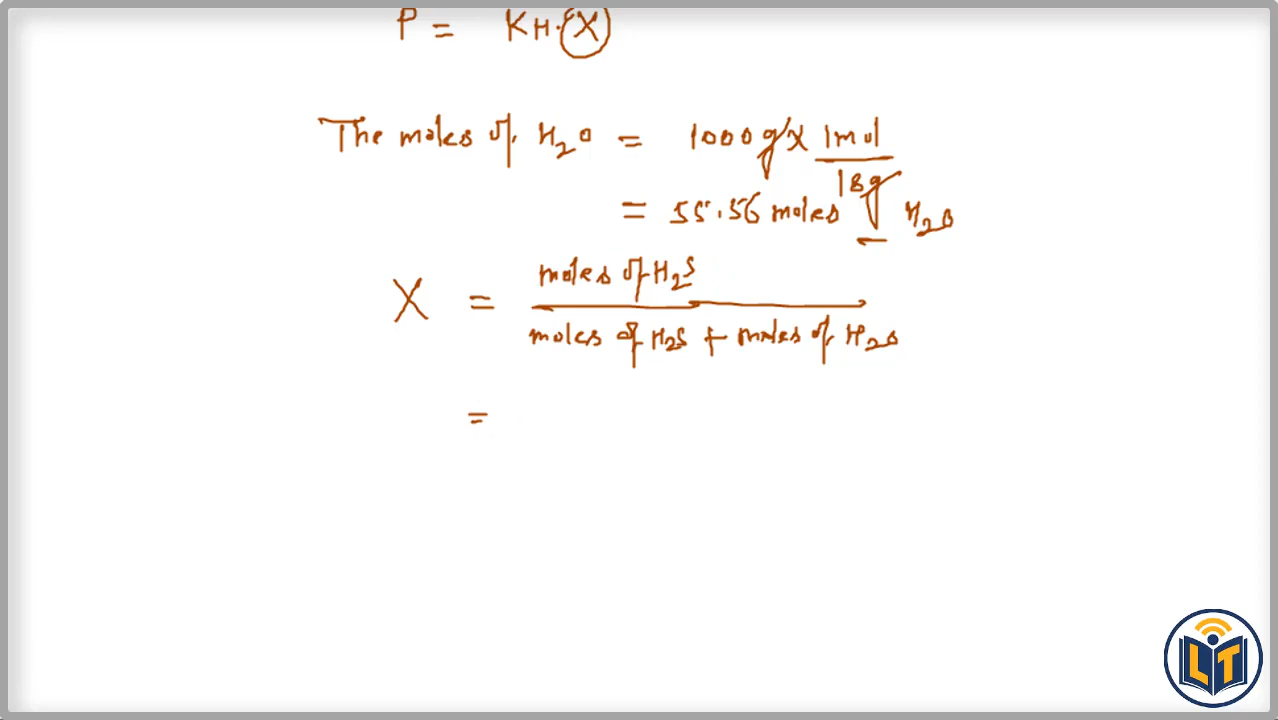 P = KH.(X)
The moles of H2O = 1000g X 1mol
18g
= 55.56 moles of H2O
X = moles of H2S
moles of H2S + moles of H2O
=
LT